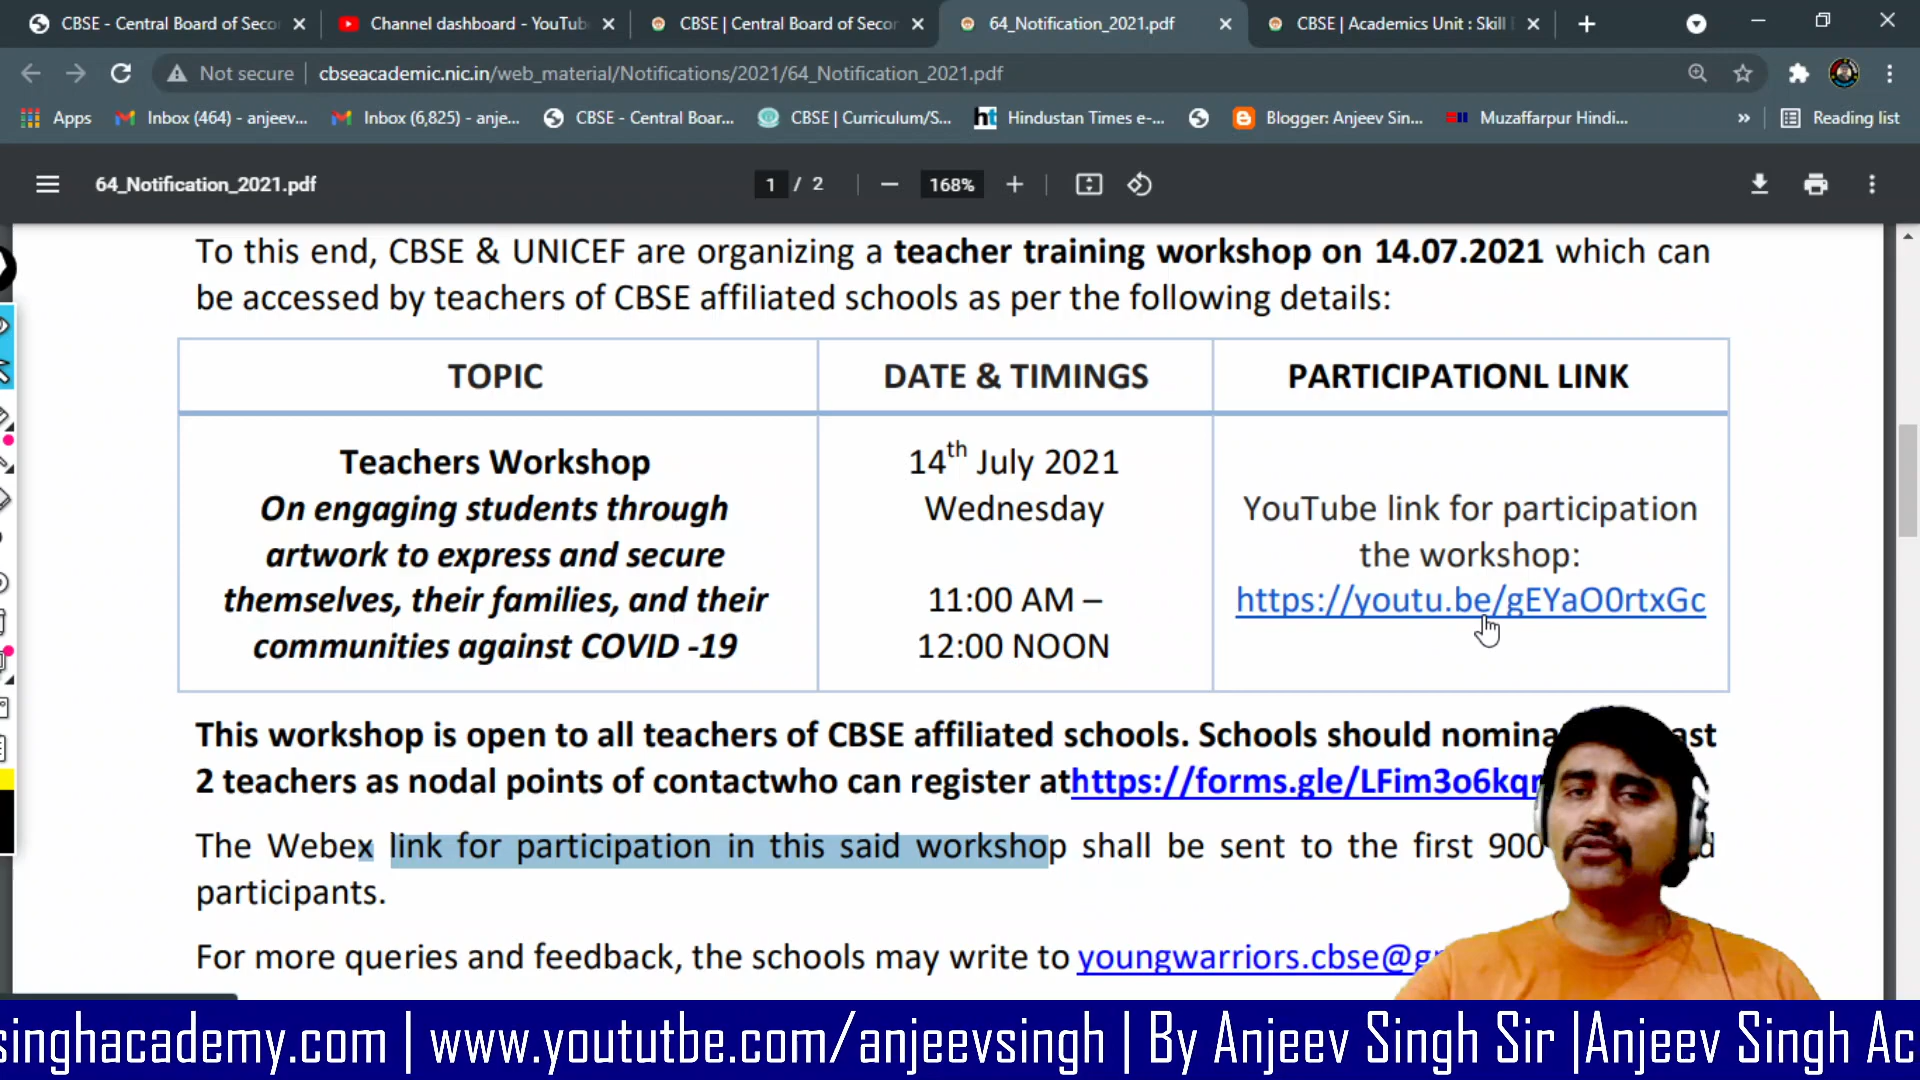 CBSE - Central Board of Secon
Channel dashboard - YouTube
CBSE | Central Board of Secon
64_Notification_2021.pdf
CBSE | Academics Unit : Skill E
Not secure
cbseacademic.nic.in/web_material/Notifications/2021/64_Notification_2021.pdf
Apps
Inbox (464) - anjeev...
Inbox (6,825) - anje...
CBSE - Central Boar...
CBSE | Curriculum/S...
ht Hindustan Times e-...
Blogger: Anjeev Sin...
Muzaffarpur Hindi...
»
Reading list
64_Notification_2021.pdf
1 / 2
168%
To this end, CBSE & UNICEF are organizing a teacher training workshop on 14.07.2021 which can
be accessed by teachers of CBSE affiliated schools as per the following details:
TOPIC
DATE & TIMINGS
PARTICIPATIONL LINK
Teachers Workshop
On engaging students through
artwork to express and secure
themselves, their families, and their
communities against COVID -19
14th July 2021
Wednesday
11:00 AM –
12:00 NOON
YouTube link for participation
the workshop:
https://youtu.be/gEYaO0rtxGc
This workshop is open to all teachers of CBSE affiliated schools. Schools should nomina ast
2 teachers as nodal points of contactwho can register athttps://forms.gle/LFim3o6kqr
The Webex link for participation in this said workshop shall be sent to the first 900 d
participants.
For more queries and feedback, the schools may write to youngwarriors.cbse@g
singhacademy.com | www.yoututbe.com/anjeevsingh | By Anjeev Singh Sir |Anjeev Singh Ac